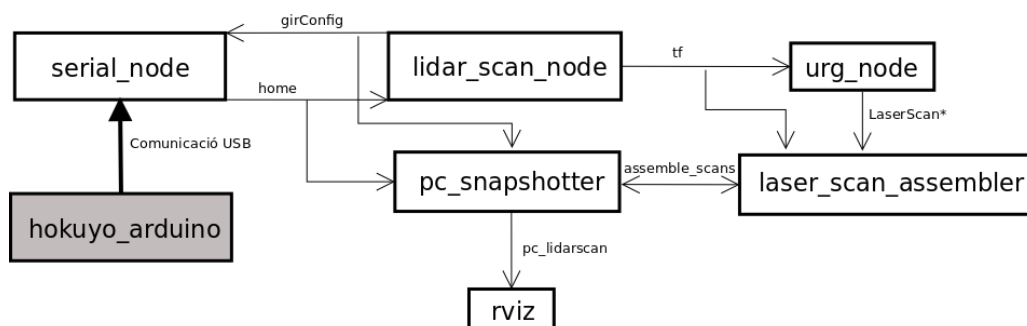 girConfig
serial_node
lidar_scan_node
tf
urg_node
home
LaserScan*
Comunicació USB
pc_snapshotter
assemble_scans
laser_scan_assembler
hokuyo_arduino
pc_lidarscan
rviz